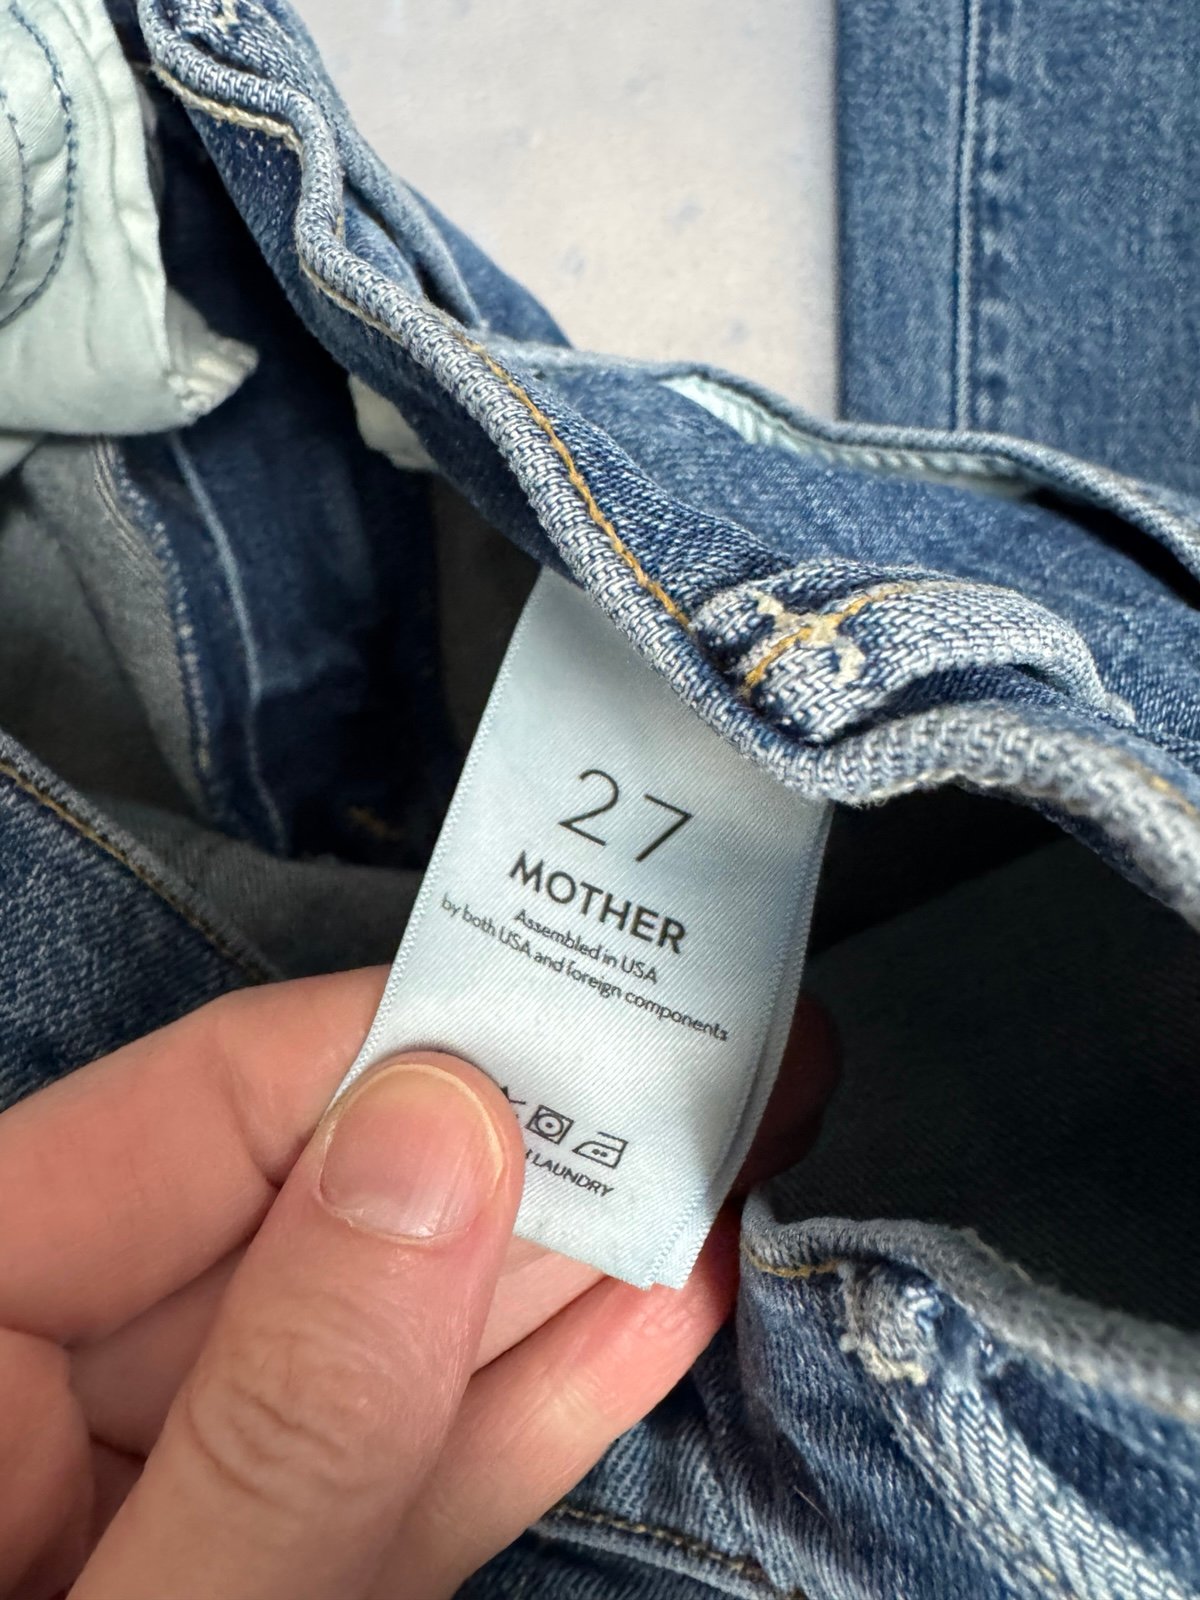 27
MOTHER
Assembled in USA
by both USA and foreign components
LAUNDRY